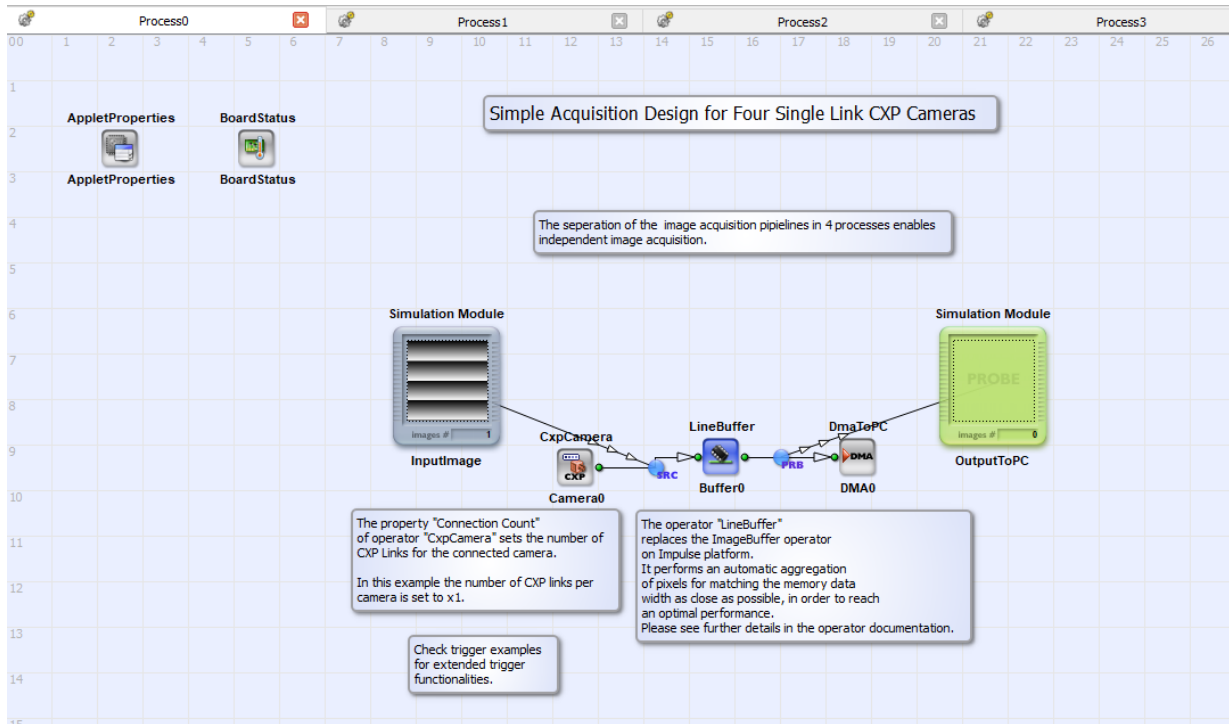 Process0
Process1
Process2
Process3
00 1 2 3 4 5 6 7 8 9 10 11 12 13 14 15 16 17 18 19 20 21 22 23 24 25 26
1
2
3
4
5
6
7
8
9
10
11
12
13
14
15
AppletProperties
AppletProperties
BoardStatus
BoardStatus
Simple Acquisition Design for Four Single Link CXP Cameras
The seperation of the image acquisition pipielines in 4 processes enables
independent image acquisition.
Simulation Module
images # 1
InputImage
CxpCamera
CXP
Camera0
SRC
LineBuffer
Buffer0
PRB
DmaToPC
DMA
DMA0
Simulation Module
PROBE
images # 0
OutputToPC
The property "Connection Count"
of operator "CxpCamera" sets the number of
CXP Links for the connected camera.
In this example the number of CXP links per
camera is set to x1.
The operator "LineBuffer"
replaces the ImageBuffer operator
on Impulse platform.
It performs an automatic aggregation
of pixels for matching the memory data
width as close as possible, in order to reach
an optimal performance.
Please see further details in the operator documentation.
Check trigger examples
for extended trigger
functionalities.